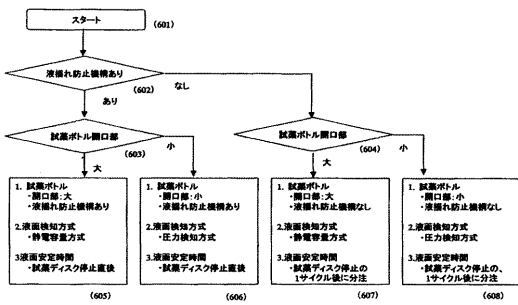 スタート
(601)
液揺れ防止機構あり
(602)
なし
あり
試薬ボトル開口部
(603)
小
大
試薬ボトル開口部
(604)
小
大
1. 試薬ボトル
・開口部:大
・液揺れ防止機構あり
2.液面検知方式
・静電容量方式
3液面安定時間
・試薬ディスク停止直後
(605)
1. 試薬ボトル
・開口部:小
・液揺れ防止機構あり
2.液面検知方式
・圧力検知方式
3.液面安定時間
・試薬ディスク停止直後
(606)
1. 試薬ボトル
・開口部:大
・液揺れ防止機構なし
2.液面検知方式
・静電容量方式
3.液面安定時間
・試薬ディスク停止の
1サイクル後に分注
(607)
1. 試薬ボトル
・開口部:小
・液揺れ防止機構なし
2.液面検知方式
・圧力検知方式
3.液面安定時間
・試薬ディスク停止の、
1サイクル後に分注
(608)